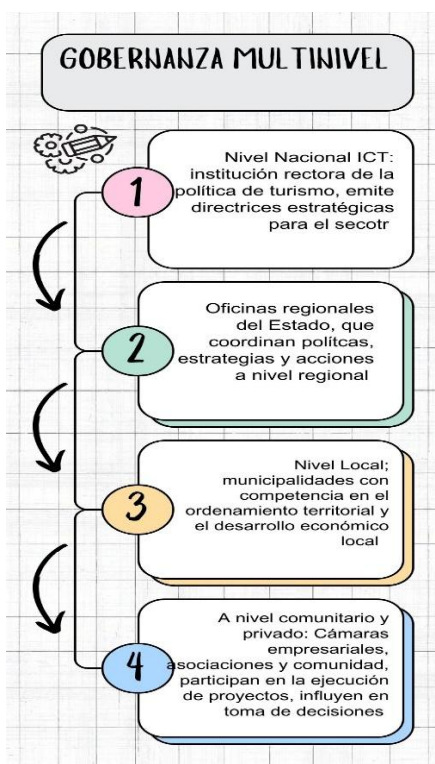 GOBERNANZA MULTINIVEL
1
Nivel Nacional ICT:
institución rectora de la
política de turismo, emite
directrices estratégicas
para el secotr
2
Oficinas regionales
del Estado, que
coordinan polítcas,
estrategias y acciones
a nivel regional
3
Nivel Local;
municipalidades con
competencia en el
ordenamiento territorial y
el desarrollo económico
local
4
A nivel comunitario y
privado: Cámaras
empresariales,
asociaciones y comunidad,
participan en la ejecución
de proyectos, influyen en
toma de decisiones